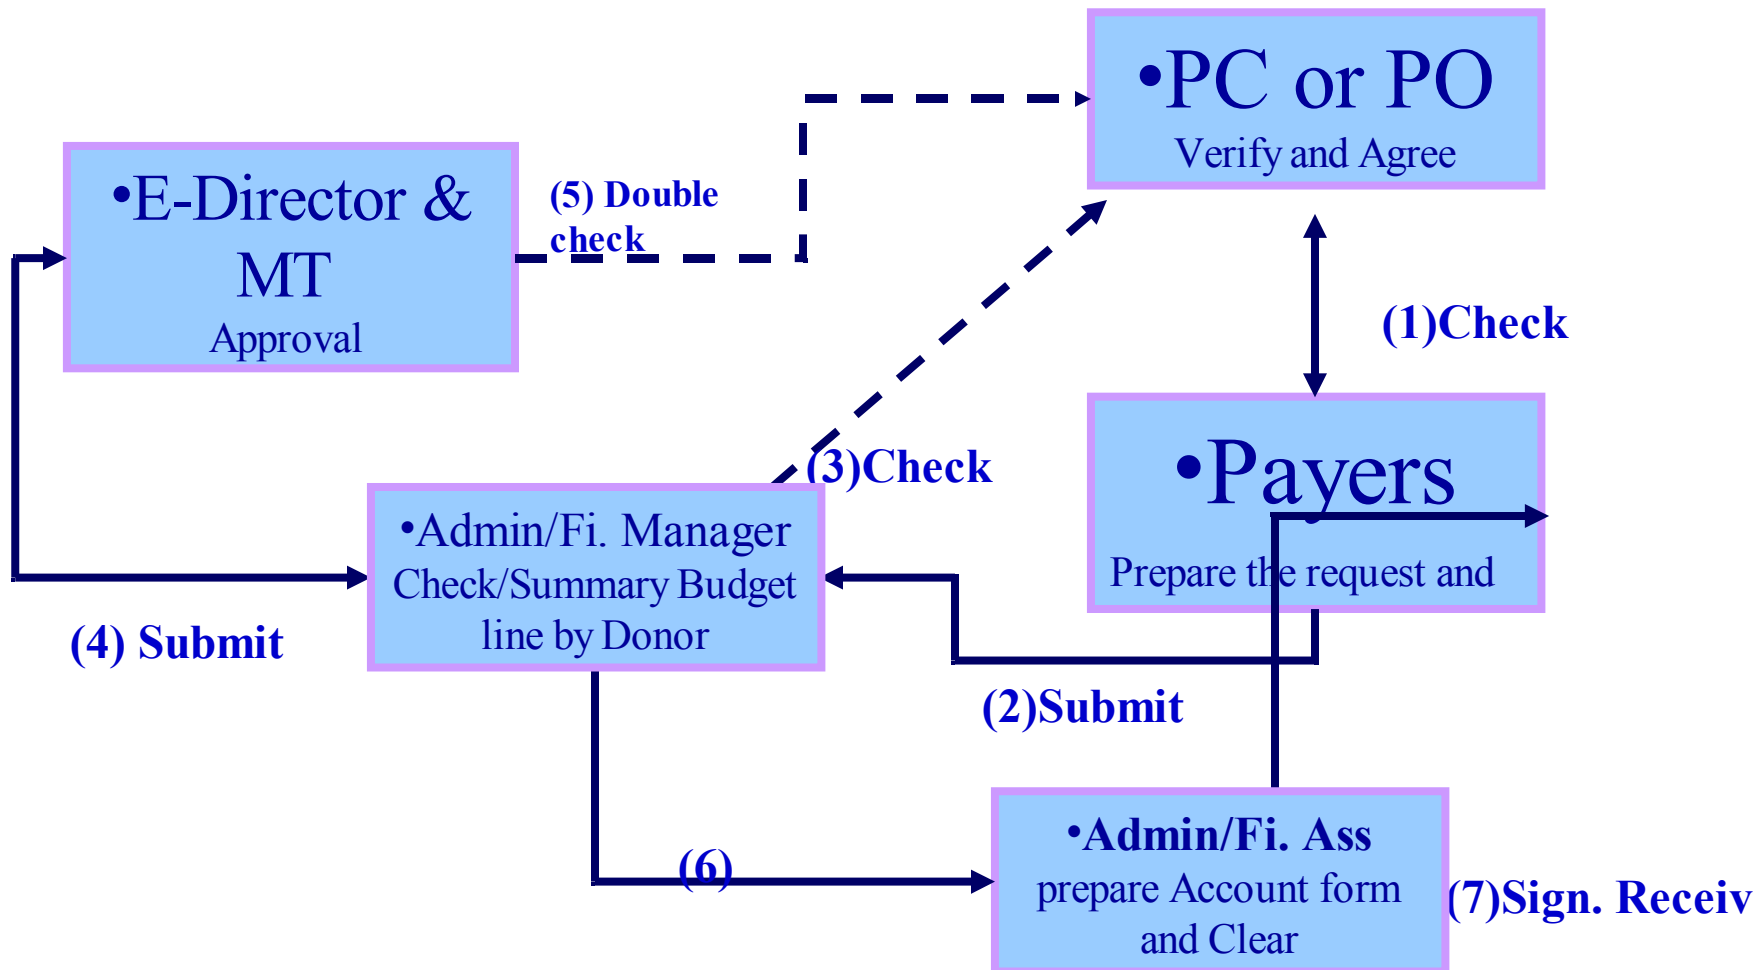 •PC or PO
Verify and Agree
•E-Director &
MT
Approval
(5) Double
check
(1)Check
•Payers
Prepare the request and
(3)Check
•Admin/Fi. Manager
Check/Summary Budget
line by Donor
(4) Submit
(2)Submit
•Admin/Fi. Ass
prepare Account form
and Clear
(6)
(7)Sign. Receiv